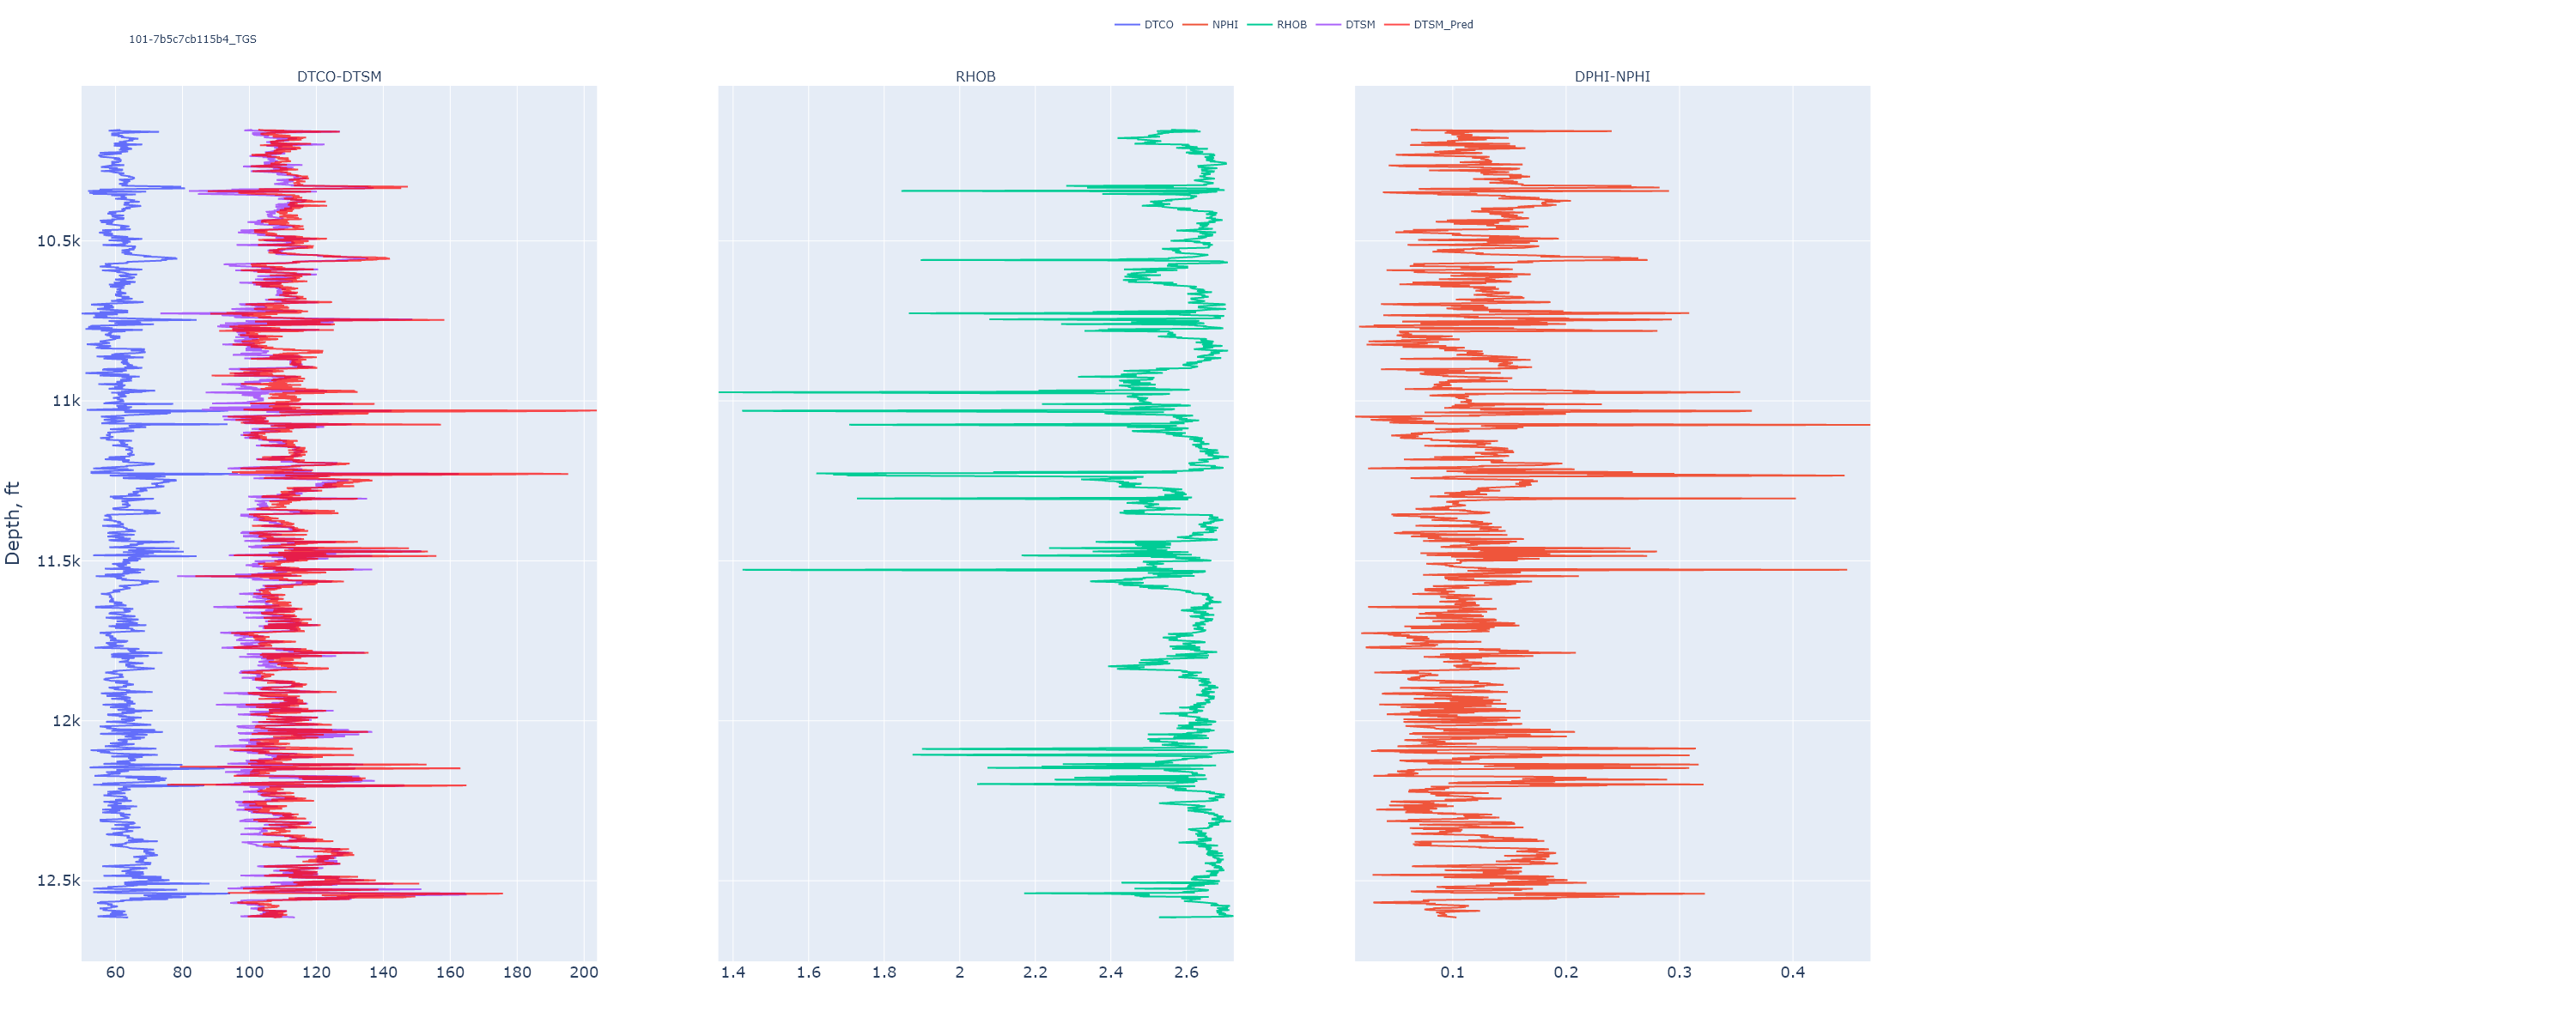 DTCO NPHI RHOB DTSM DTSM_Pred
101-7b5c7cb115b4_TGS
DTCO-DTSM RHOB DPHI-NPHI
Depth, ft
10.5k
11k
11.5k
12k
12.5k
60 80 100 120 140 160 180 200
1.4 1.6 1.8 2 2.2 2.4 2.6
0.1 0.2 0.3 0.4